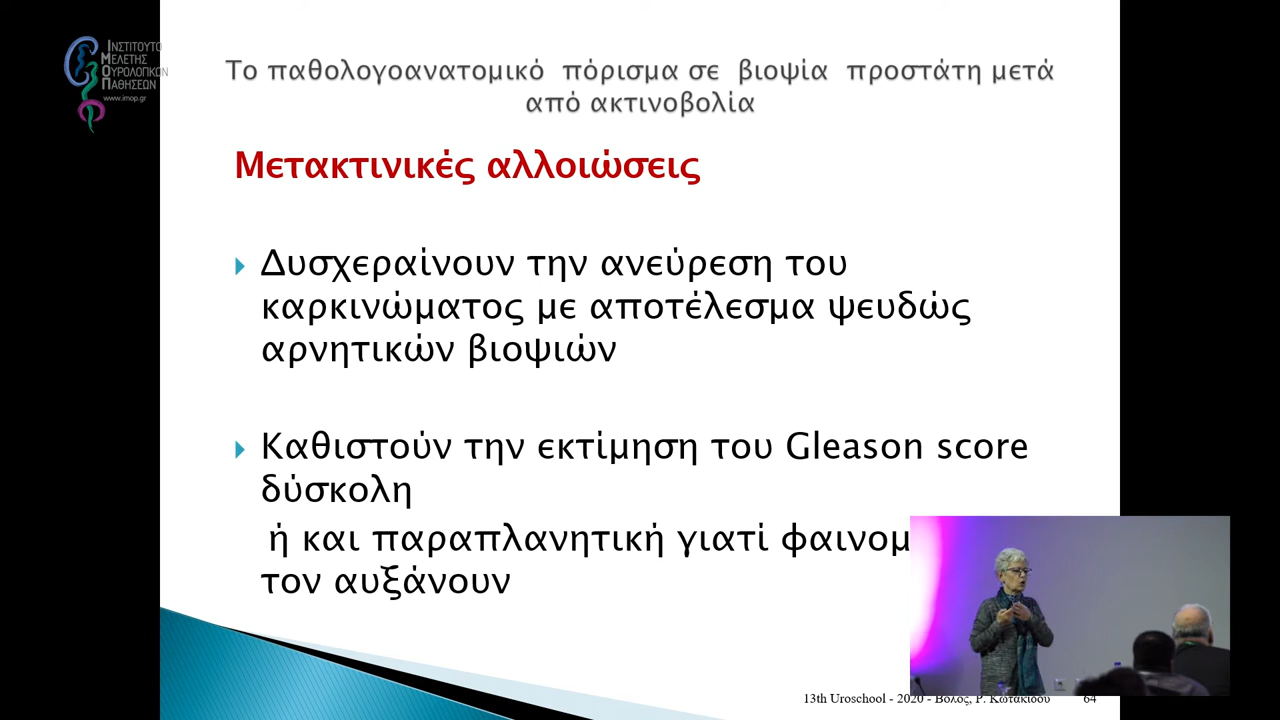 ΙΝΣΤΙΤΟΥΤΟ
ΜΕΛΕΤΗΣ
ΟΥΡΟΛΟΓΙΚΩΝ
ΠΑΘΗΣΕΩΝ
www.imop.gr
Το παθολογοανατομικό πόρισμα σε βιοψία προστάτη μετά
από ακτινοβολία
Μετακτινικές αλλοιώσεις
Δυσχεραίνουν την ανεύρεση του
καρκινώματος με αποτέλεσμα ψευδώς
αρνητικών βιοψιών
Καθιστούν την εκτίμηση του Gleason score
δύσκολη
ή και παραπλανητική γιατί φαινομ
τον αυξάνουν
13th Uroschool - 2020 - Βόλος, Ρ. Κωτακίδου 64